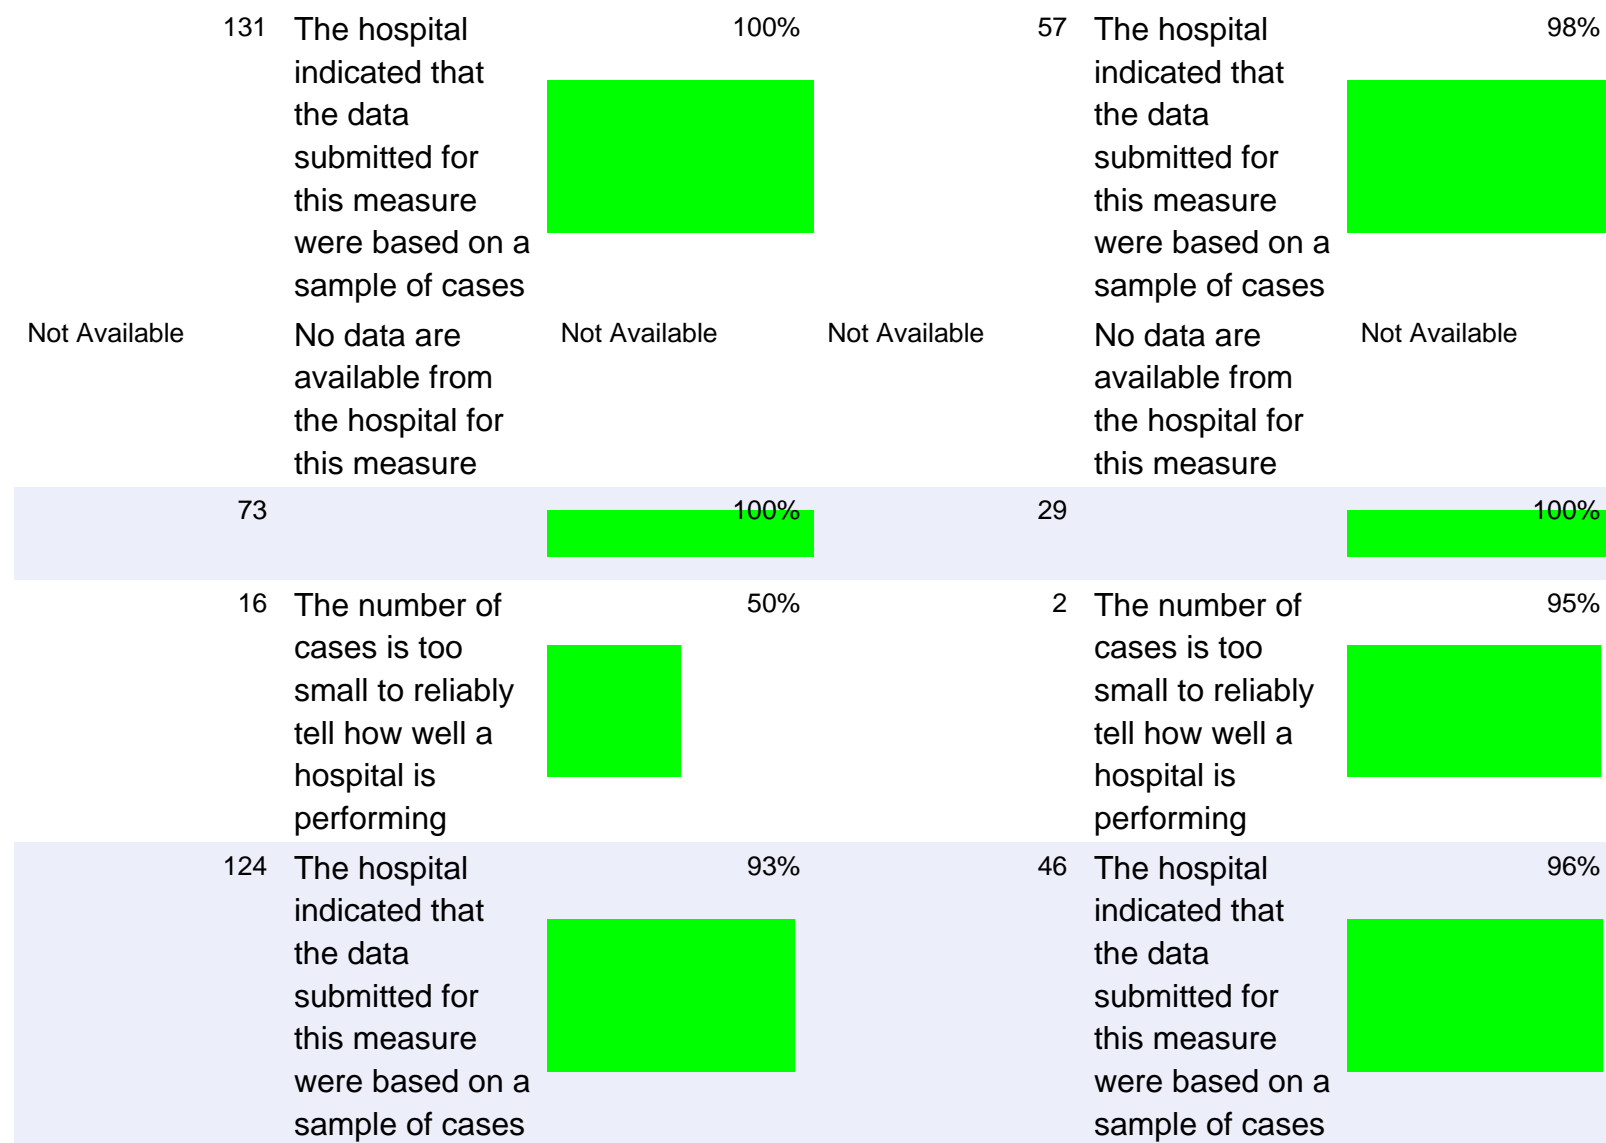 131 The hospital 100% 57 The hospital 98%
indicated that indicated that
the data the data
submitted for submitted for
this measure this measure
were based on a were based on a
sample of cases sample of cases
Not Available No data are Not Available Not Available No data are Not Available
available from available from
the hospital for the hospital for
this measure this measure
73 100% 29 100%
16 The number of 50% 2 The number of 95%
cases is too cases is too
small to reliably small to reliably
tell how well a tell how well a
hospital is hospital is
performing performing
124 The hospital 93% 46 The hospital 96%
indicated that indicated that
the data the data
submitted for submitted for
this measure this measure
were based on a were based on a
sample of cases sample of cases